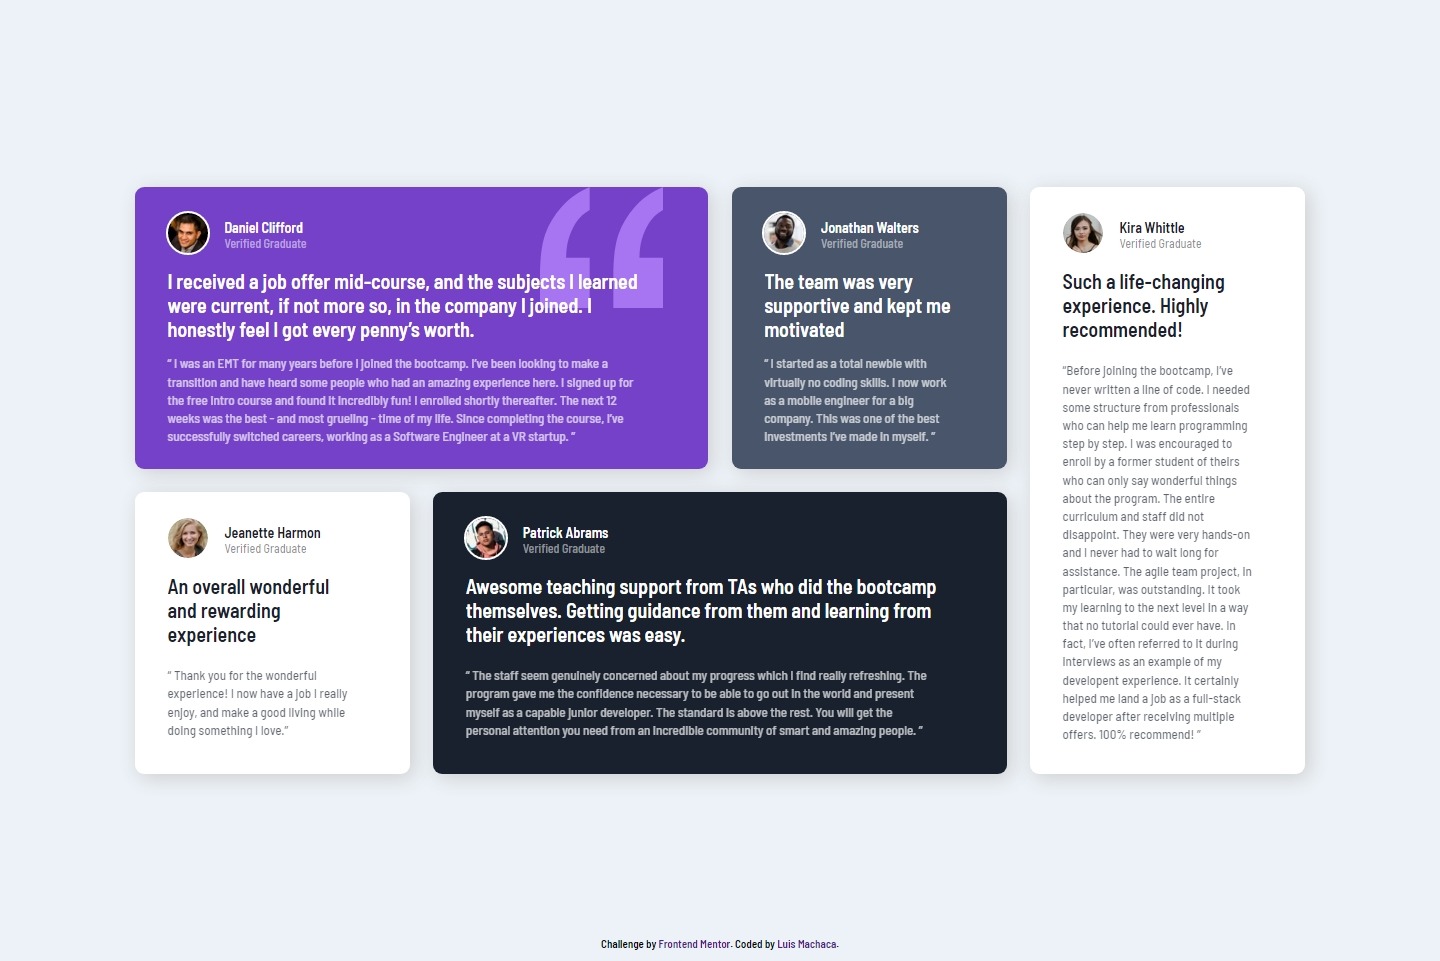 Daniel Clifford
Verified Graduate
I received a job offer mid-course, and the subjects I learned
were current, if not more so, in the company I joined. I
honestly feel I got every penny’s worth.
“ I was an EMT for many years before I joined the bootcamp. I’ve been looking to make a
transition and have heard some people who had an amazing experience here. I signed up for
the free intro course and found it incredibly fun! I enrolled shortly thereafter. The next 12
weeks was the best - and most grueling - time of my life. Since completing the course, I’ve
successfully switched careers, working as a Software Engineer at a VR startup. ”
Jonathan Walters
Verified Graduate
The team was very
supportive and kept me
motivated
“ I started as a total newbie with
virtually no coding skills. I now work
as a mobile engineer for a big
company. This was one of the best
investments I’ve made in myself. ”
Kira Whittle
Verified Graduate
Such a life-changing
experience. Highly
recommended!
“Before joining the bootcamp, I’ve
never written a line of code. I needed
some structure from professionals
who can help me learn programming
step by step. I was encouraged to
enroll by a former student of theirs
who can only say wonderful things
about the program. The entire
curriculum and staff did not
disappoint. They were very hands-on
and I never had to wait long for
assistance. The agile team project, in
particular, was outstanding. It took
my learning to the next level in a way
that no tutorial could ever have. In
fact, I’ve often referred to it during
interviews as an example of my
developent experience. It certainly
helped me land a job as a full-stack
developer after receiving multiple
offers. 100% recommend! ”
Jeanette Harmon
Verified Graduate
An overall wonderful
and rewarding
experience
“ Thank you for the wonderful
experience! I now have a job I really
enjoy, and make a good living while
doing something I love.”
Patrick Abrams
Verified Graduate
Awesome teaching support from TAs who did the bootcamp
themselves. Getting guidance from them and learning from
their experiences was easy.
“ The staff seem genuinely concerned about my progress which I find really refreshing. The
program gave me the confidence necessary to be able to go out in the world and present
myself as a capable junior developer. The standard is above the rest. You will get the
personal attention you need from an incredible community of smart and amazing people. ”
Challenge by Frontend Mentor. Coded by Luis Machaca.